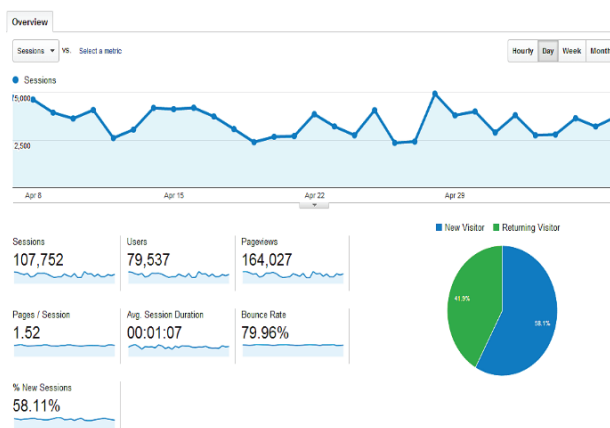 Overview
Sessions VS. Select a metric
Hourly Day Week Month
Sessions
75,000
2,500
Apr 8 Apr 15 Apr 22 Apr 29
New Visitor Returning Visitor
Sessions Users Pageviews
107,752 79,537 164,027
Pages / Session Avg. Session Duration Bounce Rate
1.52 00:01:07 79.96%
41.9%
58.1%
% New Sessions
58.11%